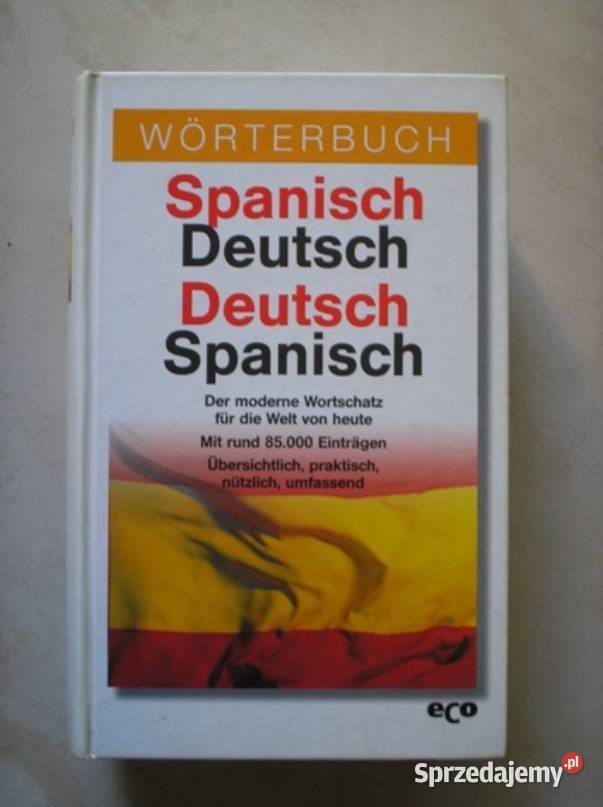 WÖRTERBUCH
Spanisch
Deutsch
Deutsch
Spanisch
Der moderne Wortschatz
für die Welt von heute
Mit rund 85.000 Einträgen
Übersichtlich, praktisch,
nützlich, umfassend
eco
Sprzedajemy.pl